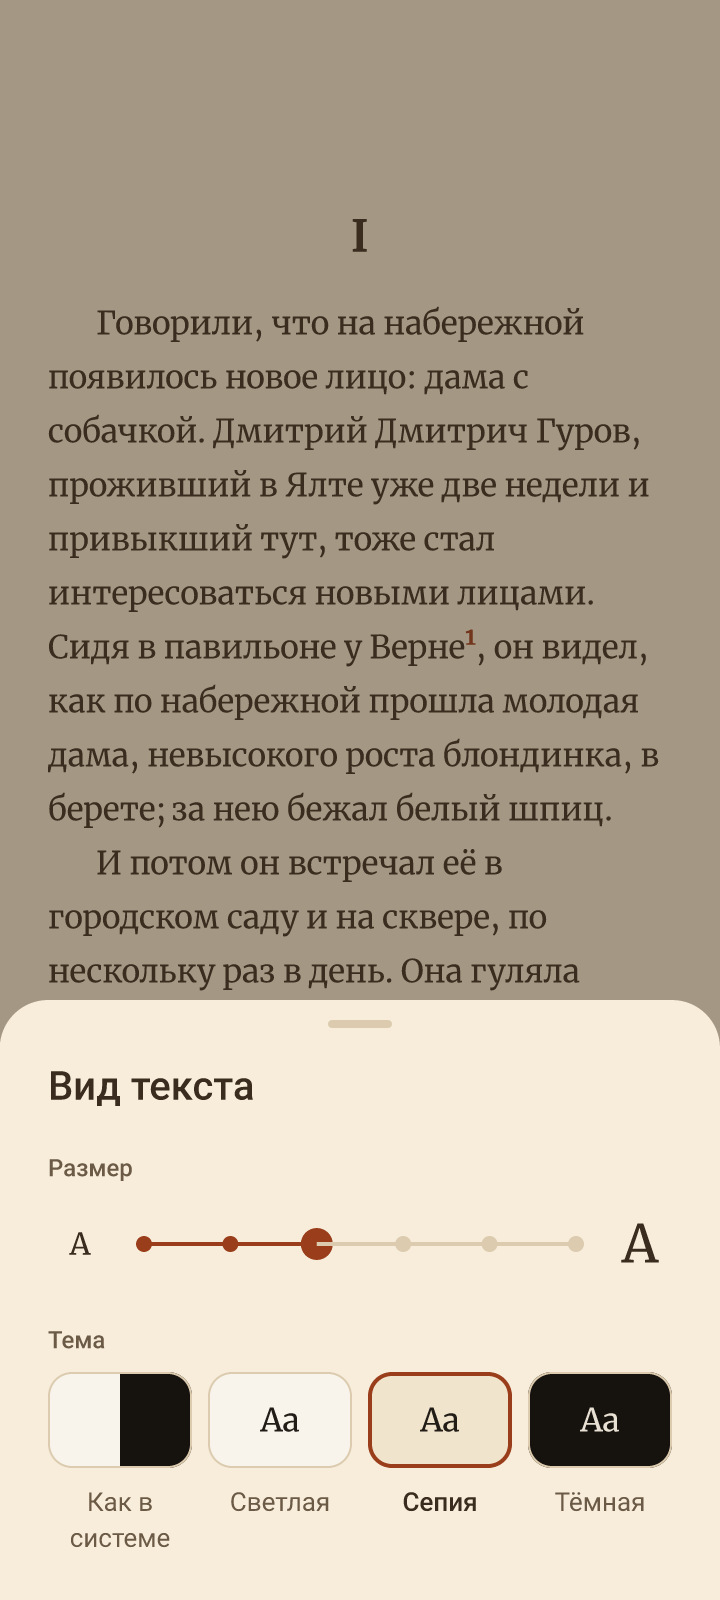 I
Говорили, что на набережной
появилось новое лицо: дама с
собачкой. Дмитрий Дмитрич Гуров,
проживший в Ялте уже две недели и
привыкший тут, тоже стал
интересоваться новыми лицами.
Сидя в павильоне у Верне¹, он видел,
как по набережной прошла молодая
дама, невысокого роста блондинка, в
берете; за нею бежал белый шпиц.
И потом он встречал её в
городском саду и на сквере, по
нескольку раз в день. Она гуляла
Вид текста
Размер
A A
Тема
Aa Aa Aa
Как в Светлая Сепия Тёмная
системе